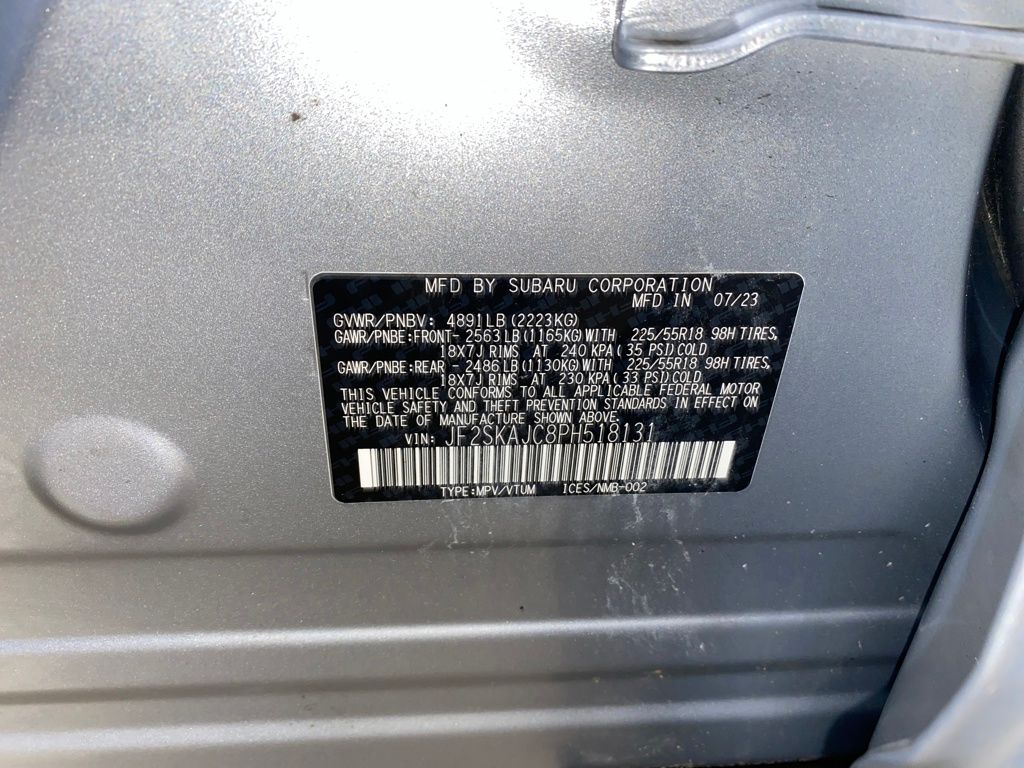 MFD BY SUBARU CORPORATION
MFD IN 07/23
GVWR/PNBV: 4891LB(2223KG)
GAWR/PNBE:FRONT- 2563LB(1165KG)WITH 225/55R18 98H TIRES,
18X7J RIMS AT 240 KPA(35 PSI)COLD
GAWR/PNBE:REAR - 2486LB(1130KG)WITH 225/55R18 98H TIRES,
18X7J RIMS AT 230 KPA(33 PSI)COLD
THIS VEHICLE CONFORMS TO ALL APPLICABLE FEDERAL MOTOR
VEHICLE SAFETY AND THEFT PREVENTION STANDARDS IN EFFECT ON
THE DATE OF MANUFACTURE SHOWN ABOVE.
VIN: JF2SKAJC8PH518131
TYPE:MPV/VTUM ICES/NMB-002